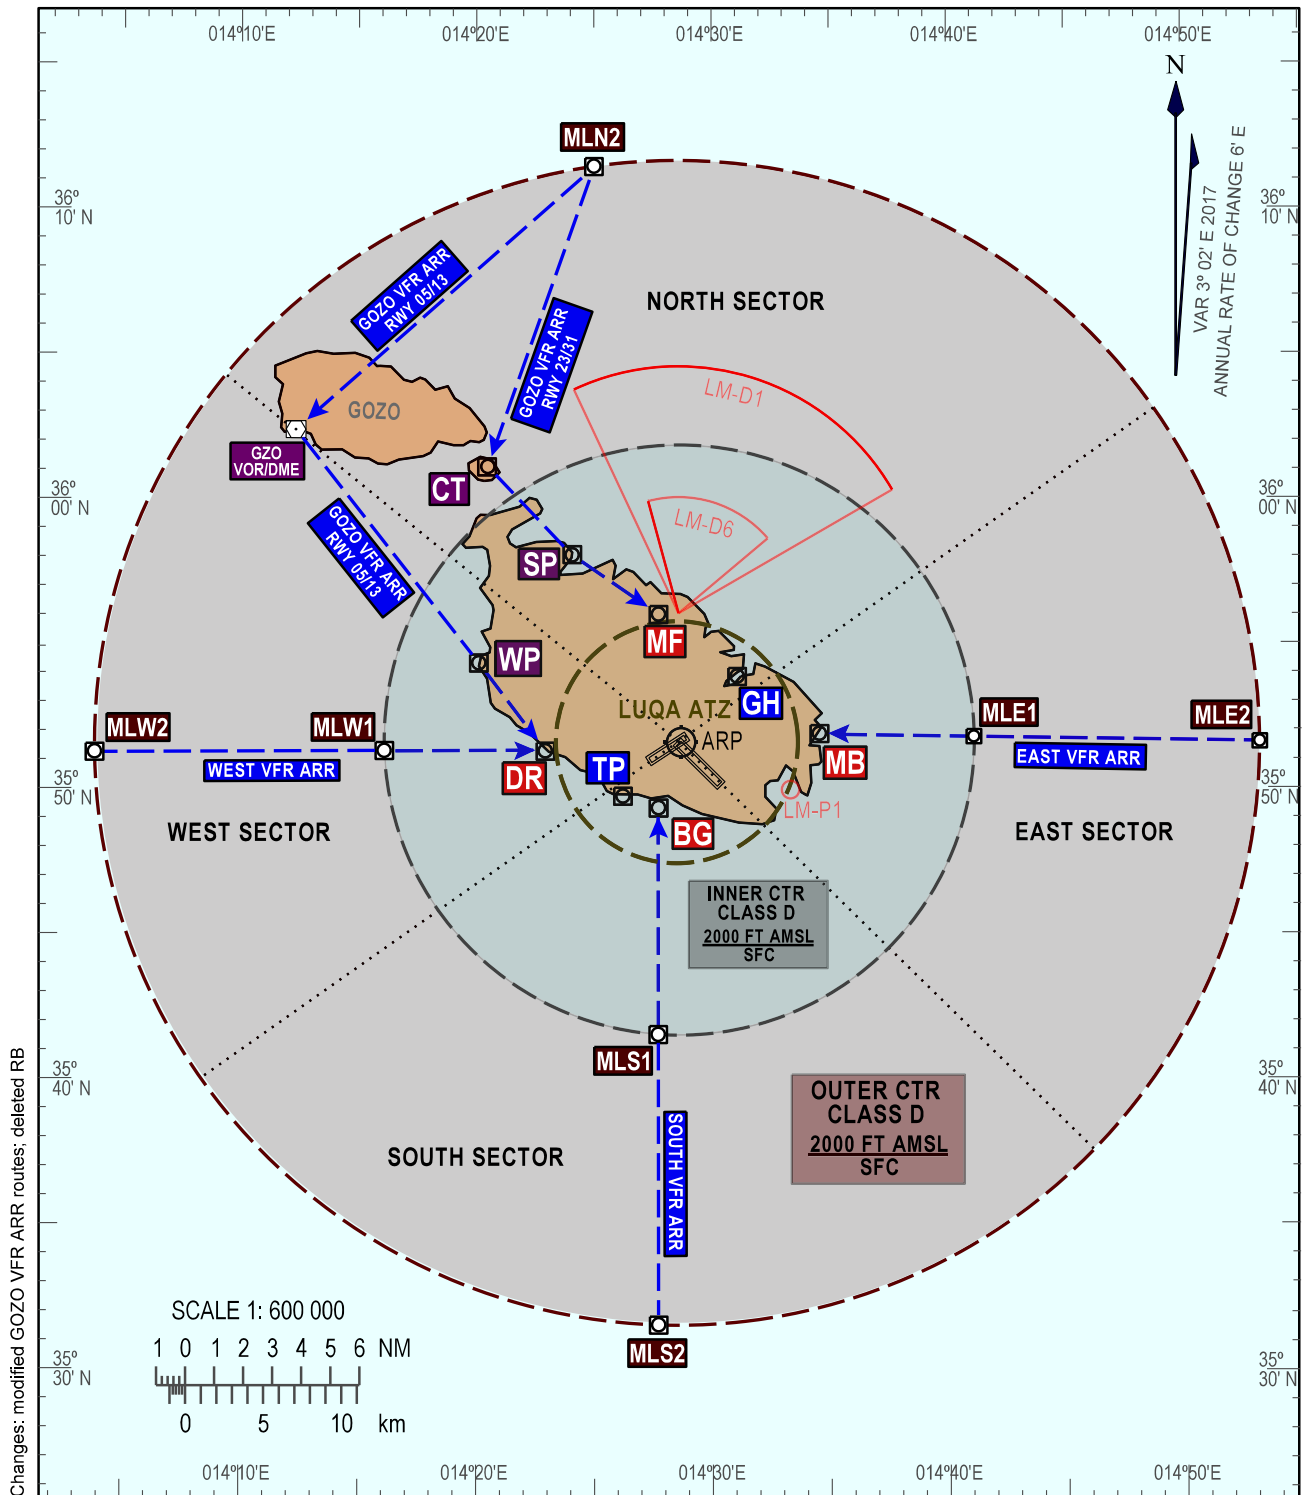 014°10'E
014°20'E
014°30'E
014°40'E
014°50'E
N
VAR 3° 02' E 2017
ANNUAL RATE OF CHANGE 6' E
MLN2
36°
10' N
36°
10' N
GOZO VFR ARR
RWY 05/13
GOZO VFR ARR
RWY 23/31
NORTH SECTOR
LM-D1
GOZO
GZO
VOR/DME
CT
36°
00' N
36°
00' N
LM-D6
GOZO VFR ARR
RWY 05/13
SP
MF
WP
GH
LUQA ATZ
ARP
MLW2
MLW1
MLE1
MLE2
WEST VFR ARR
DR
TP
MB
EAST VFR ARR
35°
50' N
35°
50' N
LM-P1
BG
WEST SECTOR
EAST SECTOR
INNER CTR
CLASS D
2000 FT AMSL
SFC
MLS1
35°
40' N
35°
40' N
OUTER CTR
CLASS D
2000 FT AMSL
SFC
SOUTH SECTOR
SOUTH VFR ARR
MLS2
SCALE 1: 600 000
1 0 1 2 3 4 5 6 NM
0 5 10 km
35°
30' N
35°
30' N
014°10'E
014°20'E
014°30'E
014°40'E
014°50'E
Changes: modified GOZO VFR ARR routes; deleted RB